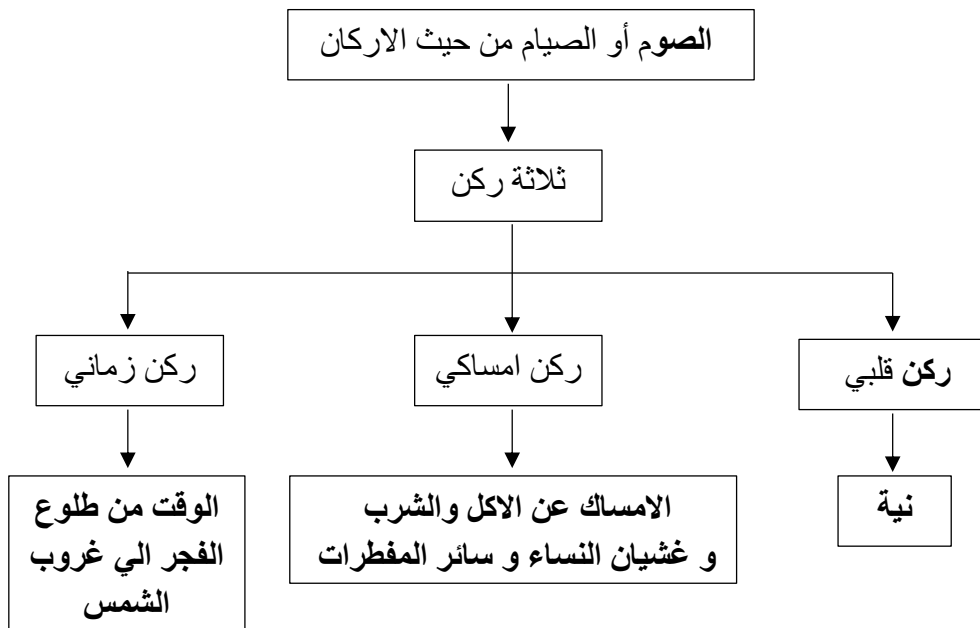 الصوم أو الصيام من حيث الاركان
ثلاثة ركن
ركن قلبي
ركن امساكي
ركن زماني
نية
الامساك عن الاكل والشرب
و غشيان النساء و سائر المفطرات
الوقت من طلوع
الفجر الي غروب
الشمس